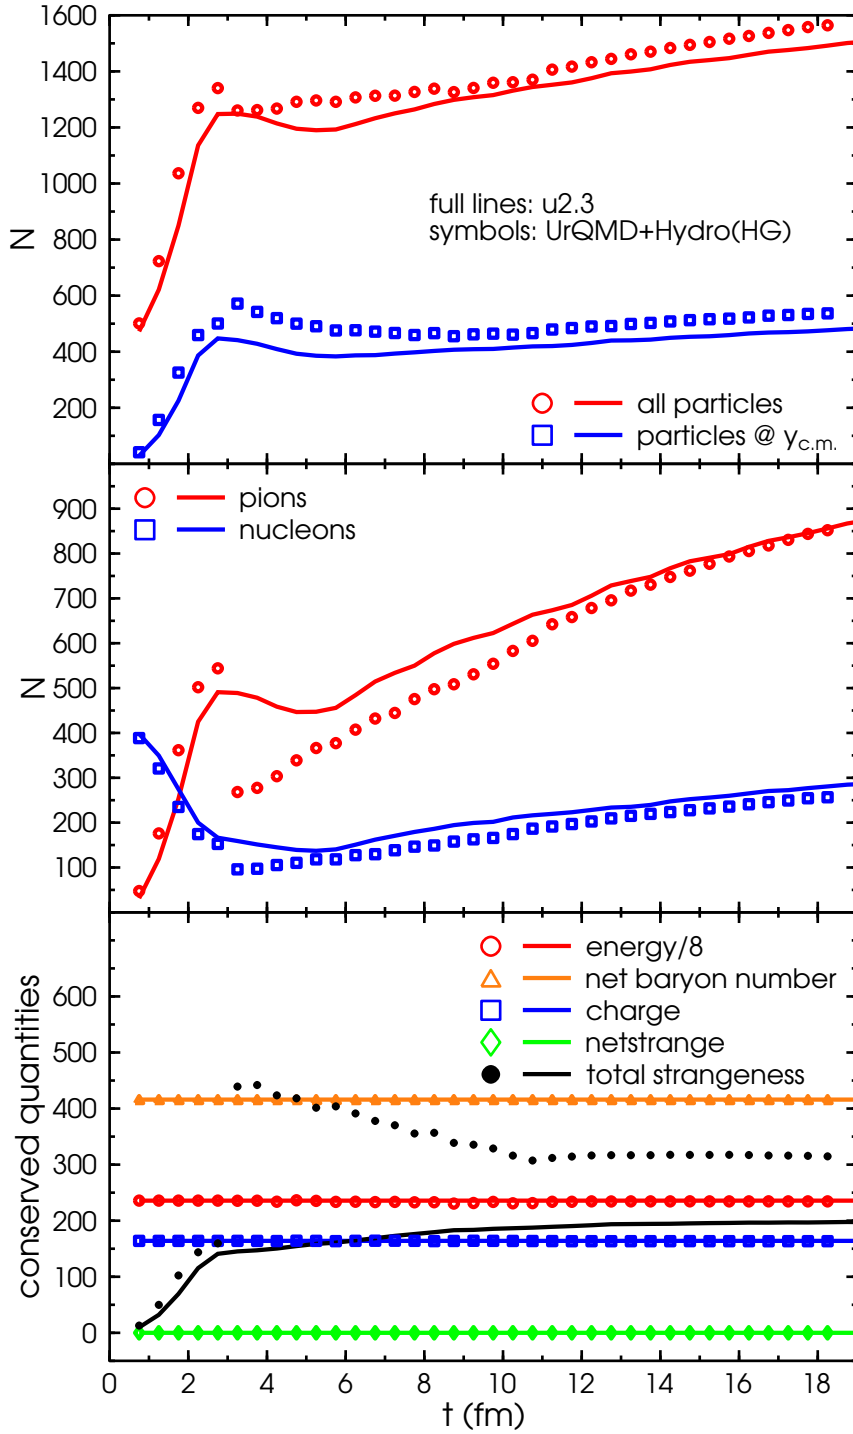 1600
1400
1200
1000
800
600
400
200
N
full lines: u2.3
symbols: UrQMD+Hydro(HG)
all particles
particles @ y_c.m.
900
800
700
600
500
400
300
200
100
N
pions
nucleons
600
500
400
300
200
100
0
conserved quantities
energy/8
net baryon number
charge
netstrange
total strangeness
0 2 4 6 8 10 12 14 16 18
t (fm)